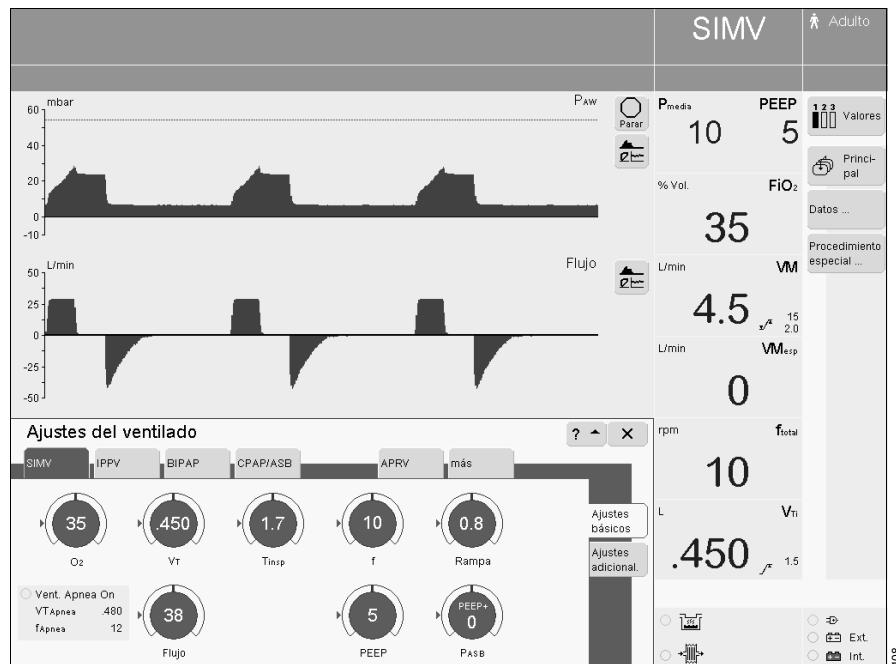 SIMV
Adulto
mbar
PAW
60
40
20
0
-10
Parar
L/min
Flujo
50
25
0
-25
-50
Pmedia PEEP
10 5
% Vol. FiO2
35
L/min VM
4.5 15
2.0
L/min VMesp
0
rpm ftotal
10
L VTi
.450 1.5
1 2 3
Valores
Princi-
pal
Datos ...
Procedimiento
especial ...
Ajustes del ventilado
? X
SIMV IPPV BIPAP CPAP/ASB APRV más
Ajustes
básicos
Ajustes
adicional.
35 .450 1.7 10 0.8
O2 VT Tinsp f Rampa
Vent. Apnea On
VTApnea .480
fApnea 12
38 5 PEEP+
0
Flujo PEEP PASB
Ext.
Int.